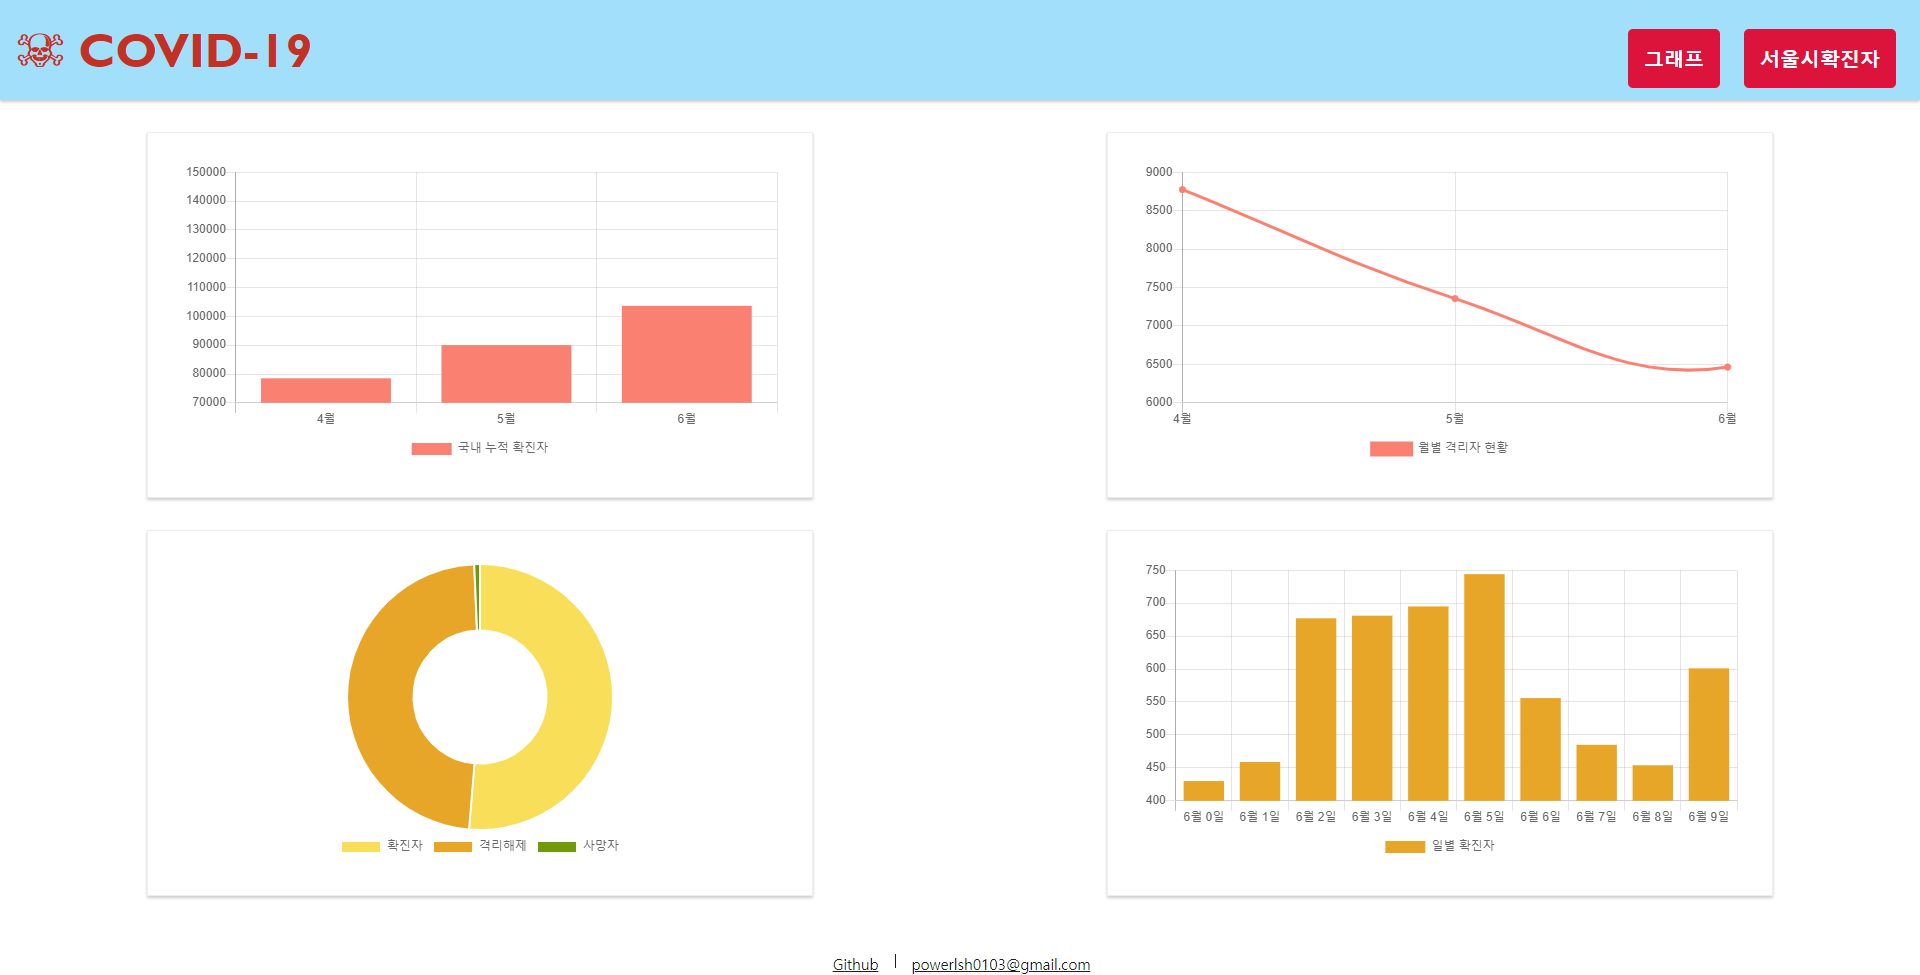 COVID-19
그래프
서울시확진자
150000
140000
130000
120000
110000
100000
90000
80000
70000
4월 5월 6월
국내 누적 확진자
9000
8500
8000
7500
7000
6500
6000
4월 5월 6월
월별 격리자 현황
확진자 격리해제 사망자
750
700
650
600
550
500
450
400
6월 0일 6월 1일 6월 2일 6월 3일 6월 4일 6월 5일 6월 6일 6월 7일 6월 8일 6월 9일
일별 확진자
Github | powerlsh0103@gmail.com